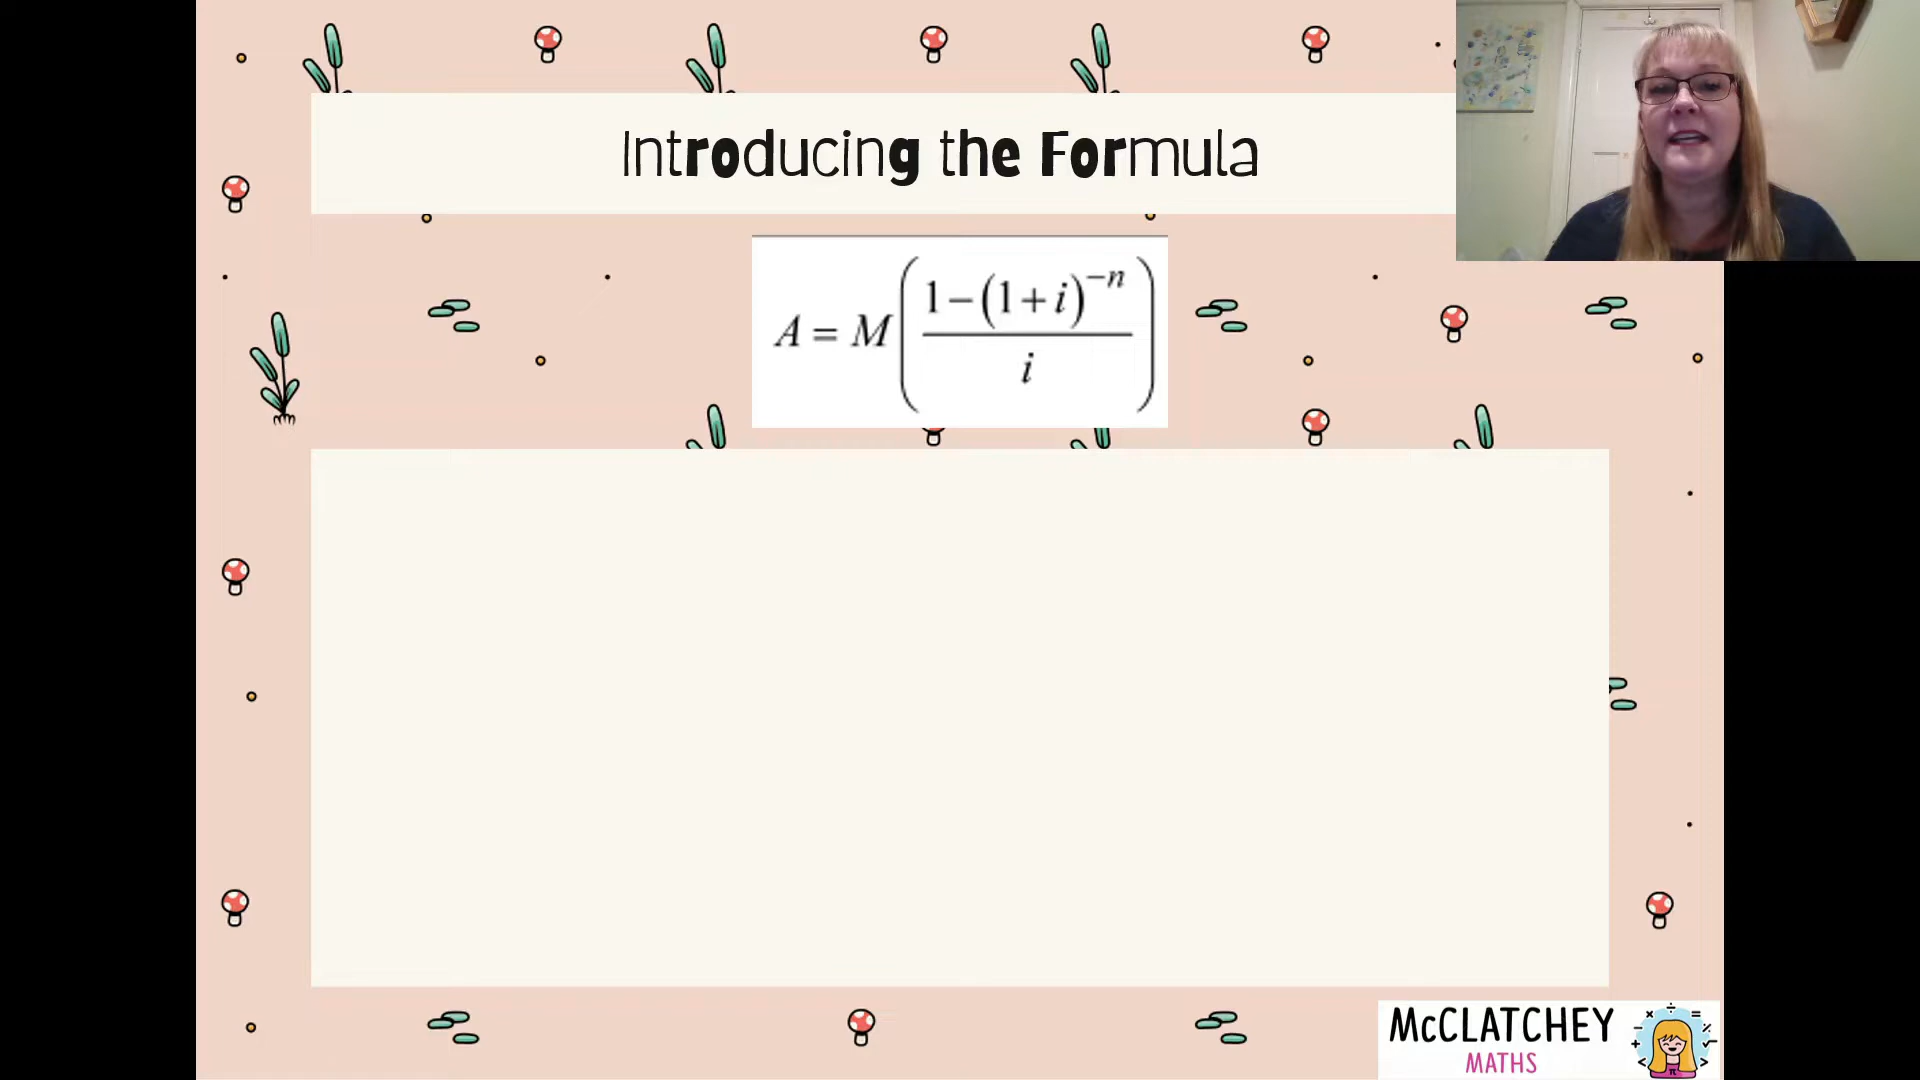 Introducing the Formula
A = M ( 1 − (1 + i)^−n / i )
McCLATCHEY
MATHS